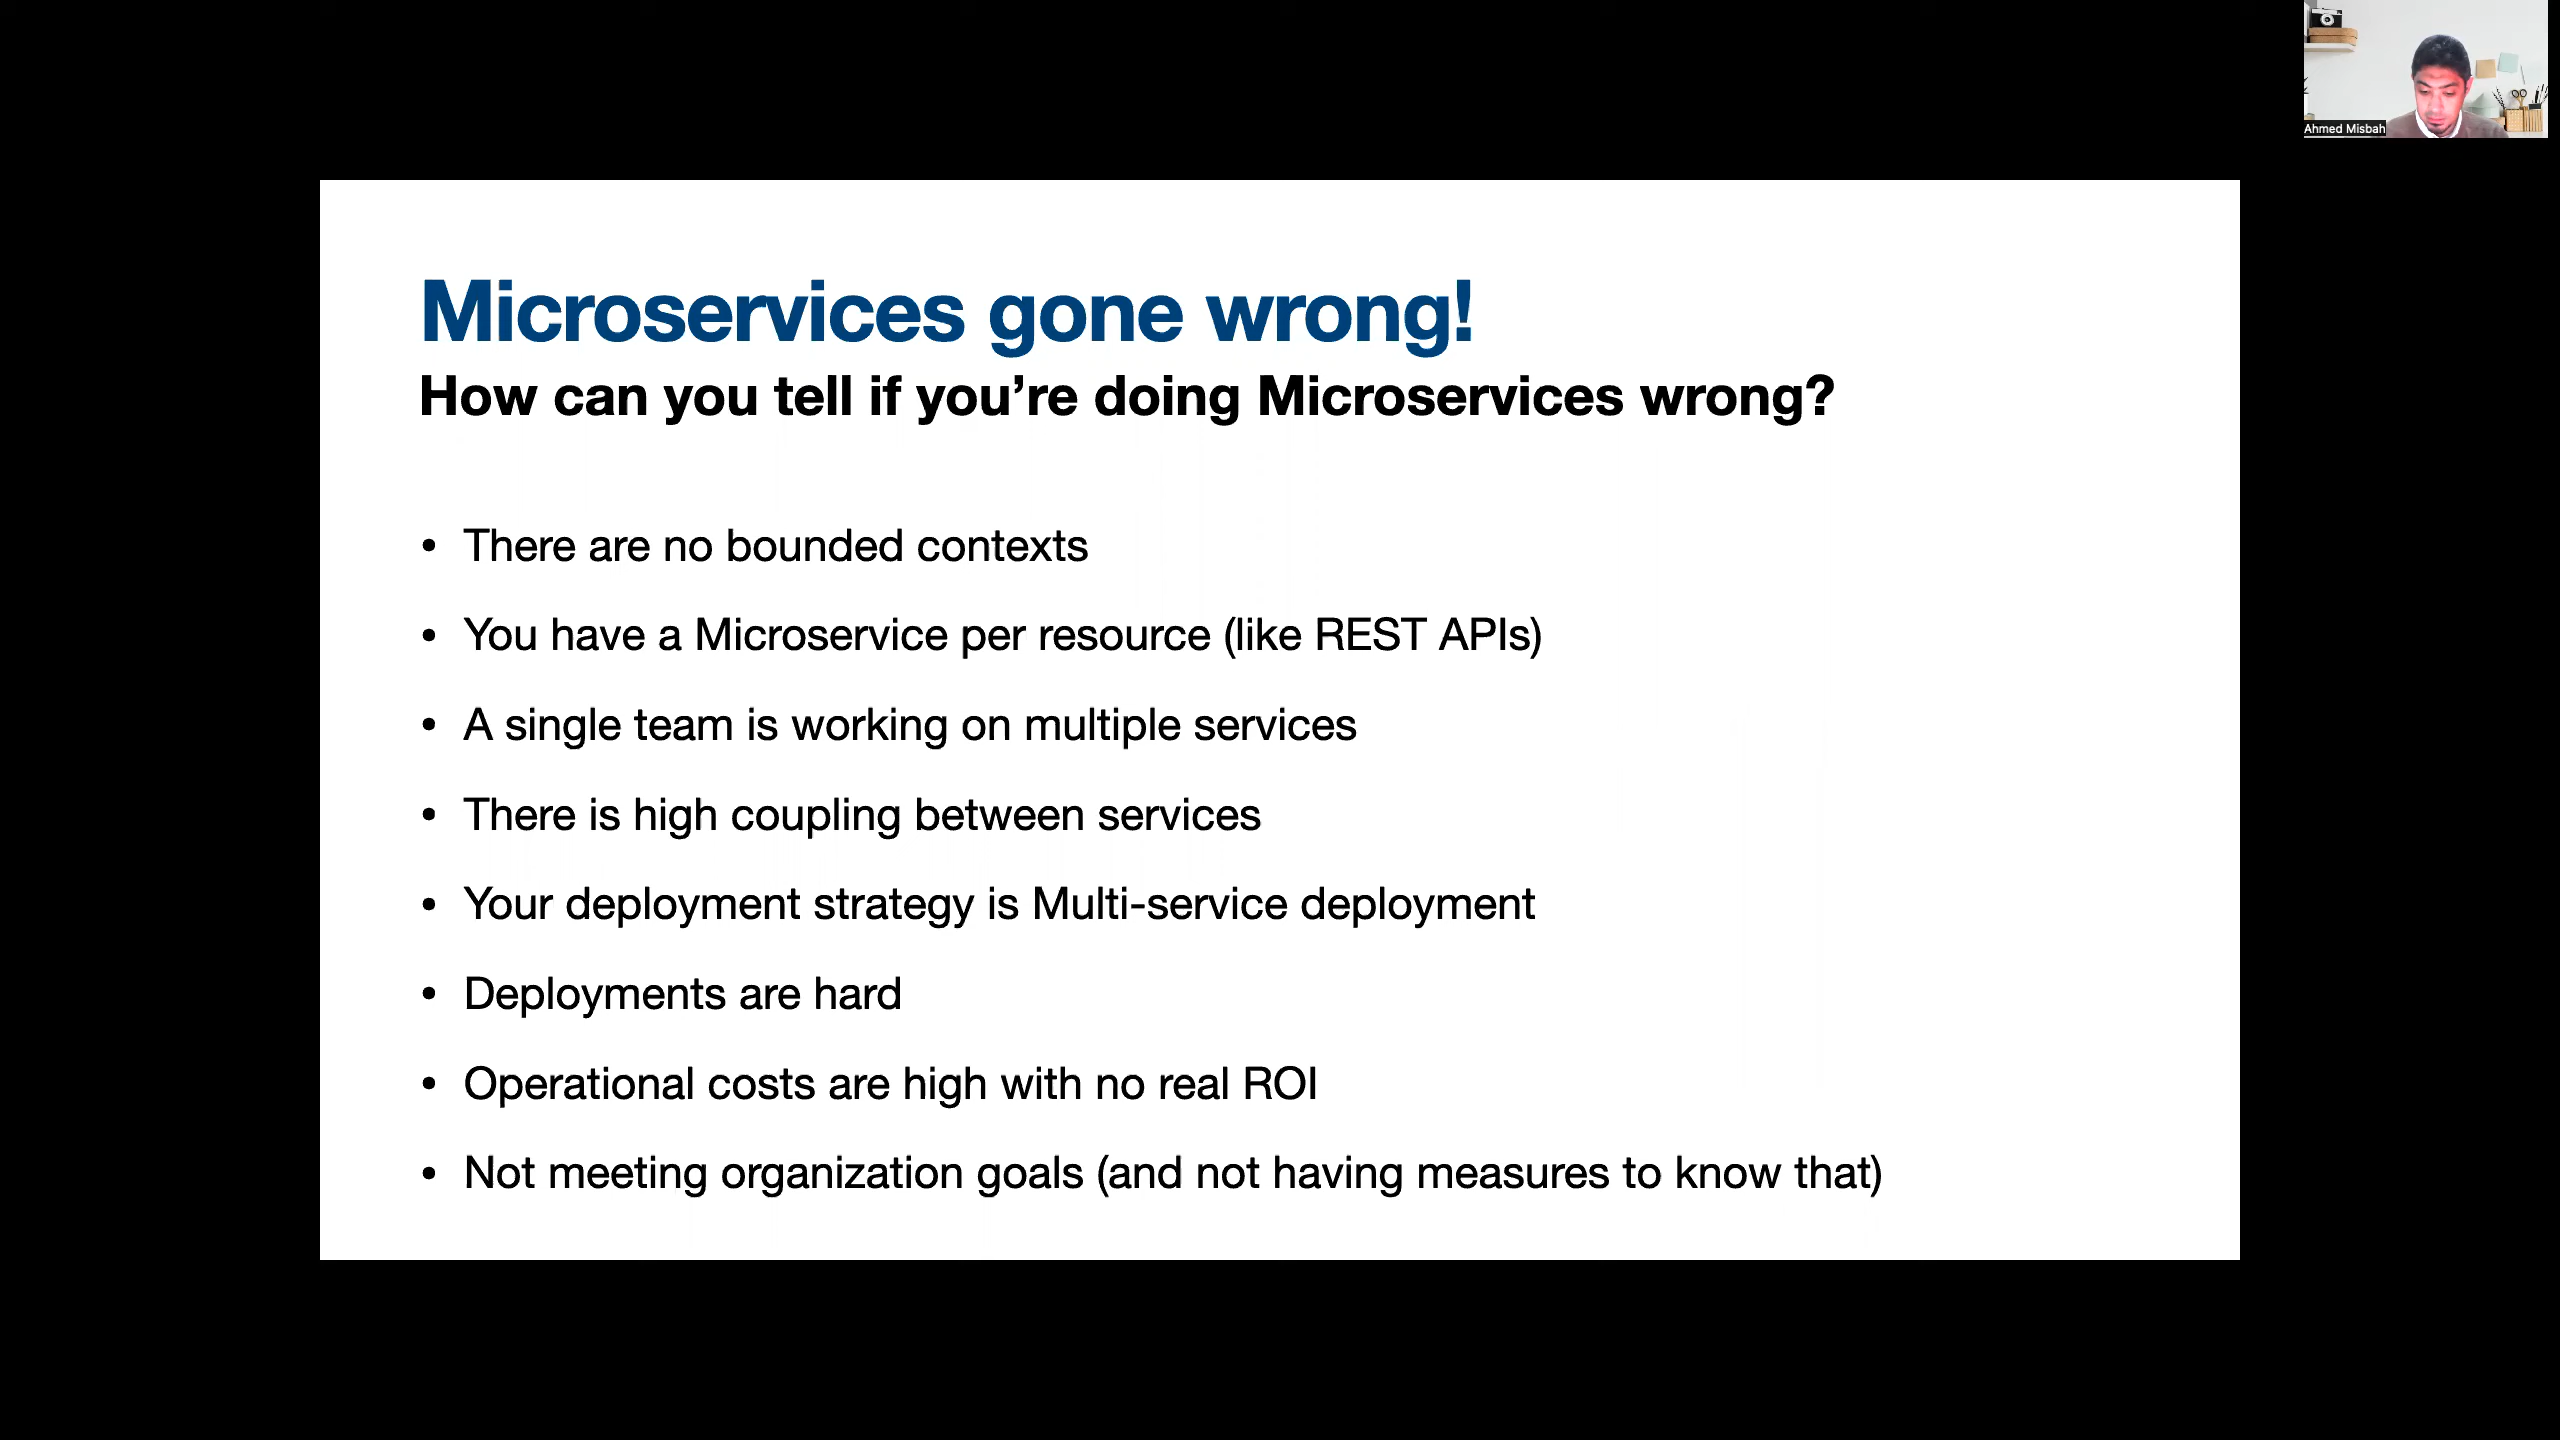 Ahmed Misbah
Microservices gone wrong!
How can you tell if you’re doing Microservices wrong?
• There are no bounded contexts
• You have a Microservice per resource (like REST APIs)
• A single team is working on multiple services
• There is high coupling between services
• Your deployment strategy is Multi-service deployment
• Deployments are hard
• Operational costs are high with no real ROI
• Not meeting organization goals (and not having measures to know that)